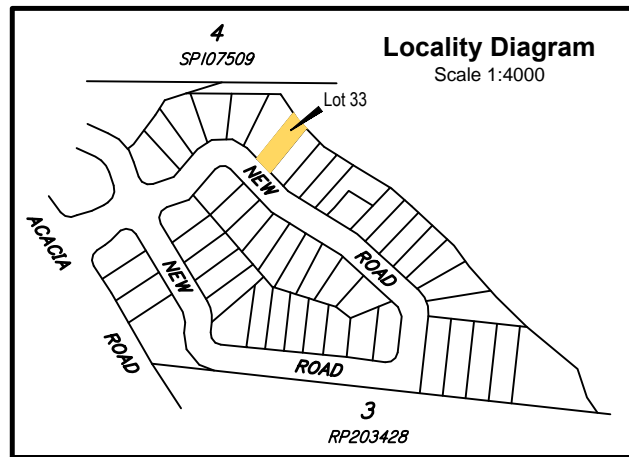 4
SP107509
Locality Diagram
Scale 1:4000
Lot 33
NEW
ROAD
ACACIA
ROAD
NEW
ROAD
3
RP203428